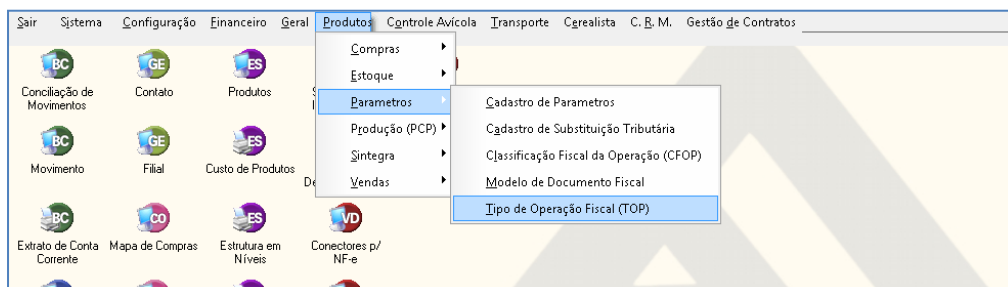 Sair Sistema Configuração Financeiro Geral Produtos Controle Avícola Transporte Cerealista C. R. M. Gestão de Contratos
Compras
Estoque
Parametros
Produção (PCP)
Sintegra
Vendas
Cadastro de Parametros
Cadastro de Substituição Tributária
Classificação Fiscal da Operação (CFOP)
Modelo de Documento Fiscal
Tipo de Operação Fiscal (TOP)
BC GE ES
Conciliação de
Movimentos
Contato
Produtos
BC GE ES
Movimento
Filial
Custo de Produtos
BC CO ES VD
Extrato de Conta
Corrente
Mapa de Compras
Estrutura em
Níveis
Conectores p/
NF-e